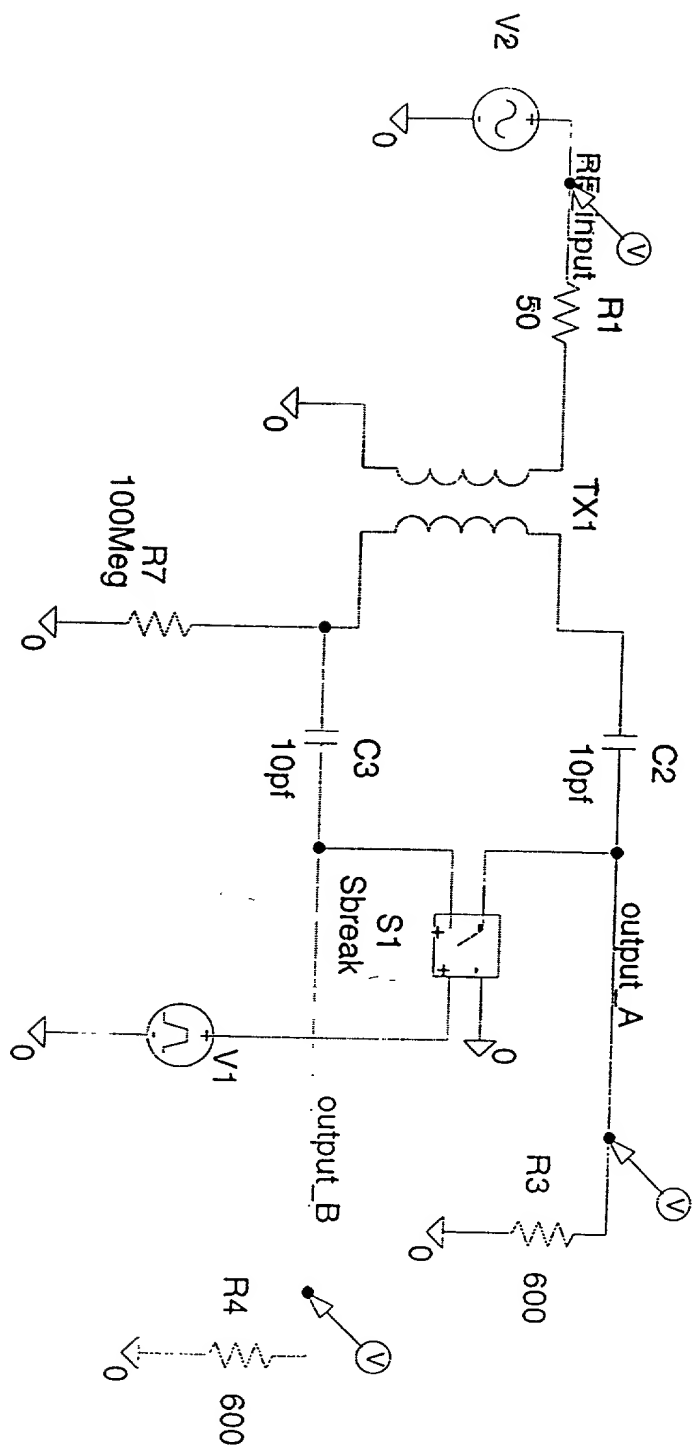 V2
0
RF_input
V
R1
50
0
TX1
R7
100Meg
0
C2
10pf
C3
10pf
S1
Sbreak
0
V1
0
output_A
V
R3
600
0
output_B
V
R4
600
0